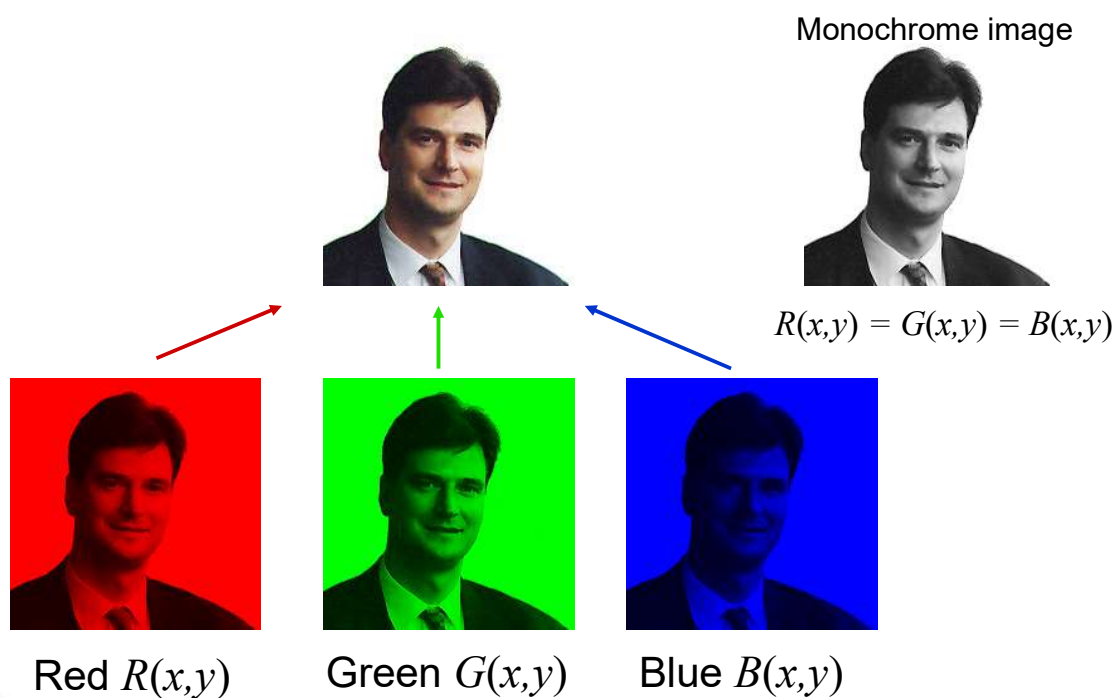 Monochrome image
R(x,y) = G(x,y) = B(x,y)
Red R(x,y)
Green G(x,y)
Blue B(x,y)